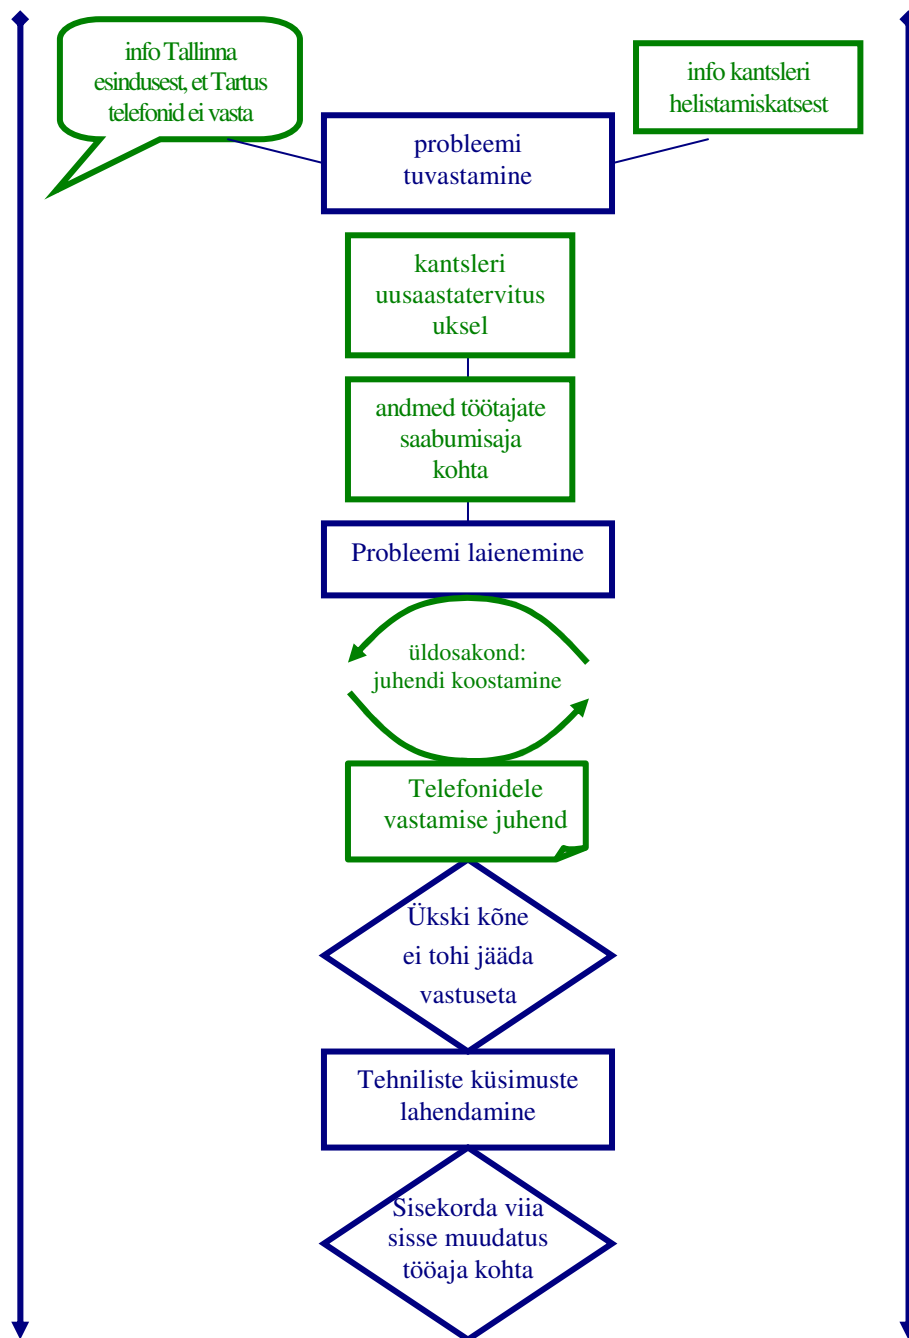 info Tallinna
esindusest, et Tartus
telefonid ei vasta
info kantsleri
helistamiskatsest
probleemi
tuvastamine
kantsleri
uusaastatervitus
uksel
andmed töötajate
saabumisaja
kohta
Probleemi laienemine
üldosakond:
juhendi koostamine
Telefonidele
vastamise juhend
Ükski kõne
ei tohi jääda
vastuseta
Tehniliste küsimuste
lahendamine
Sisekorda viia
sisse muudatus
tööaja kohta